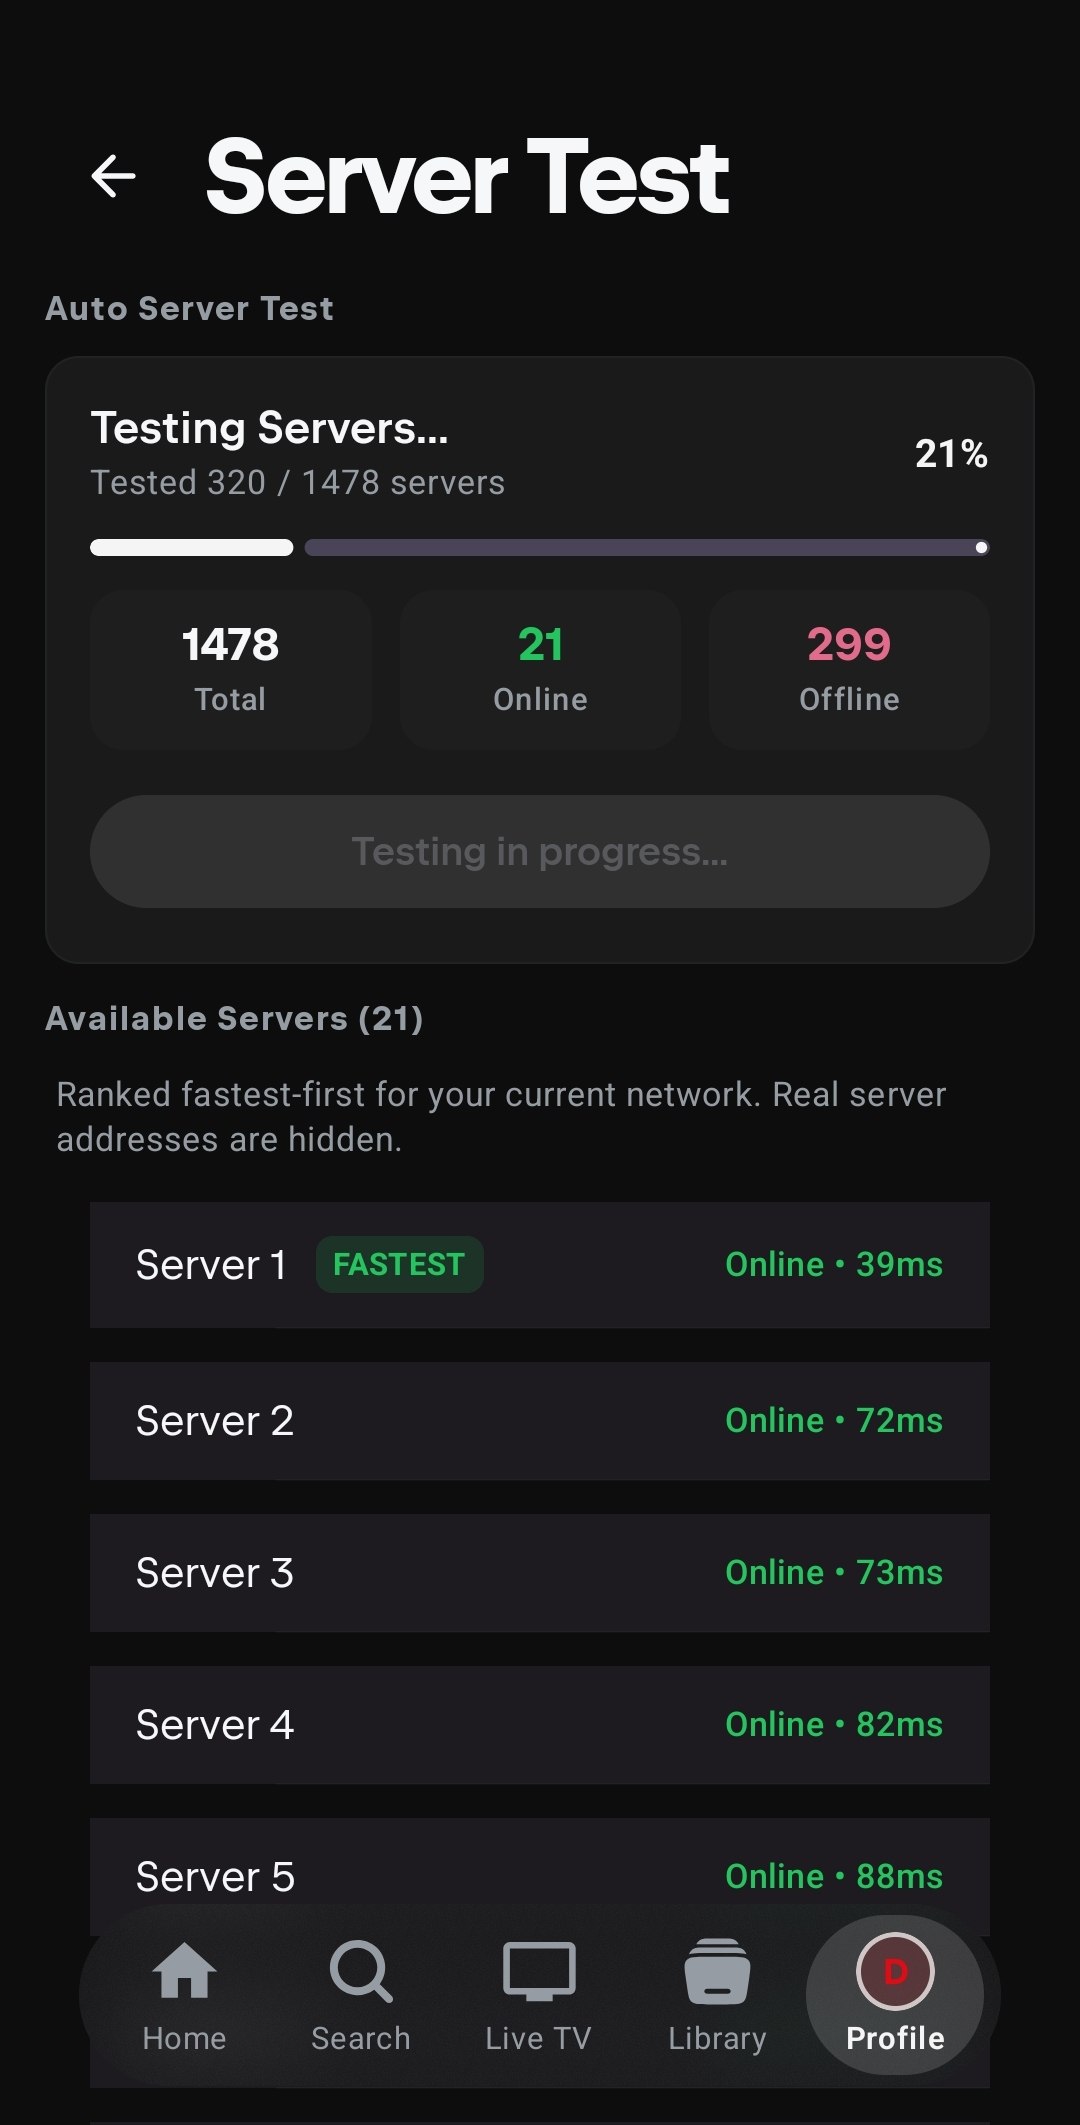 Server Test
Auto Server Test
Testing Servers...
Tested 320 / 1478 servers
21%
1478
Total
21
Online
299
Offline
Testing in progress...
Available Servers (21)
Ranked fastest-first for your current network. Real server
addresses are hidden.
Server 1 FASTEST Online • 39ms
Server 2 Online • 72ms
Server 3 Online • 73ms
Server 4 Online • 82ms
Server 5 Online • 88ms
D
Home Search Live TV Library Profile